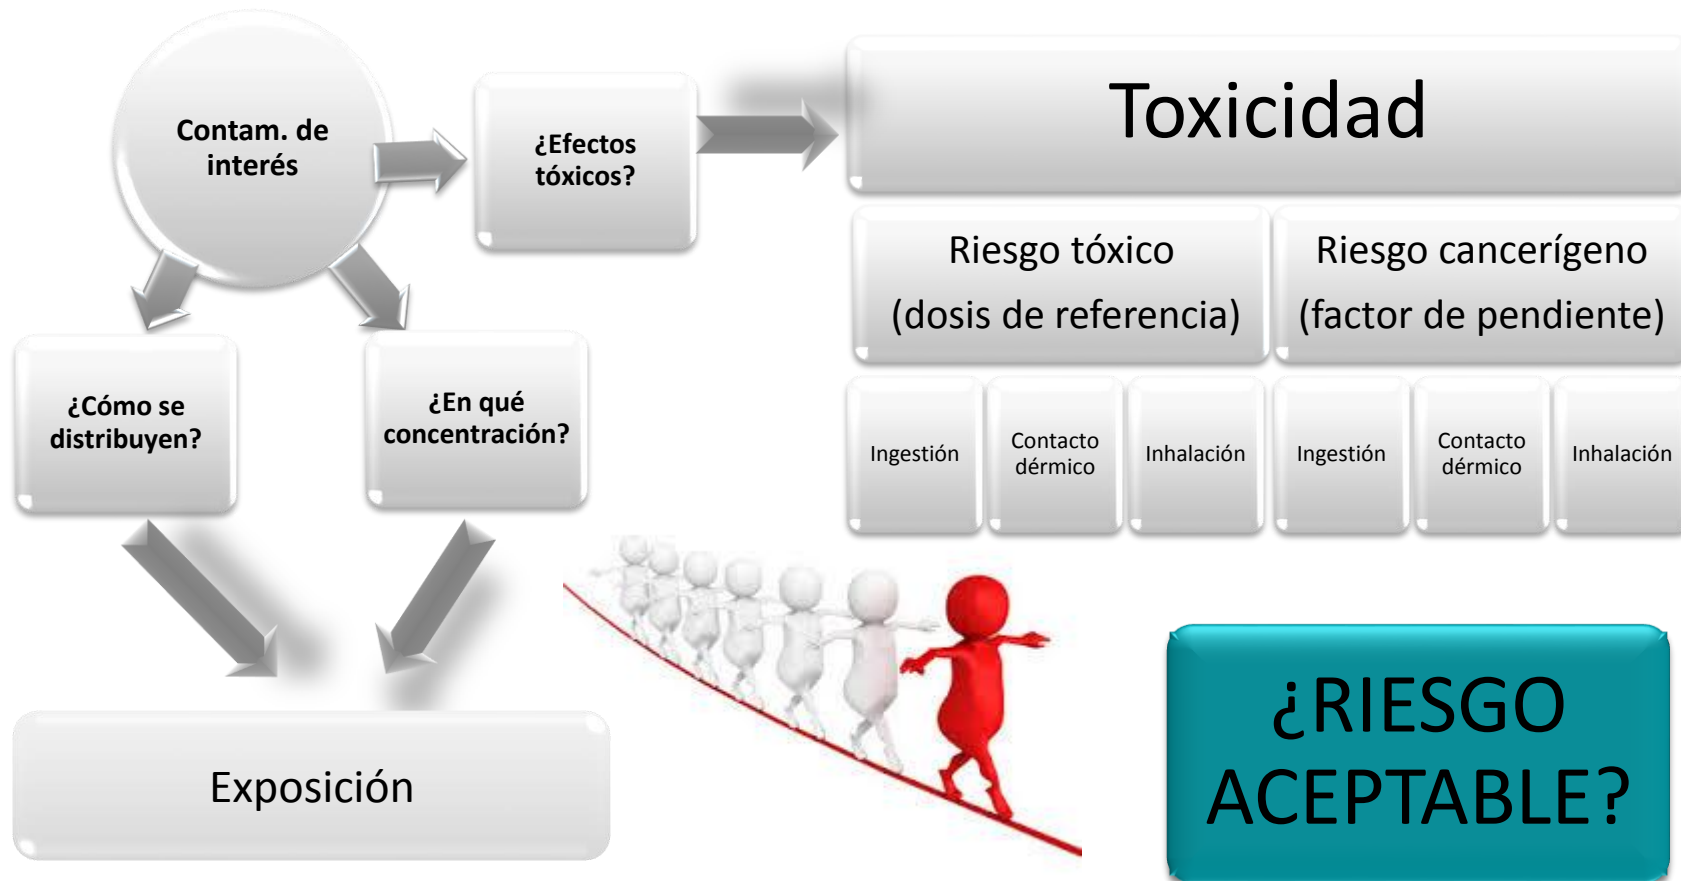 Contam. de
interés
¿Efectos
tóxicos?
Toxicidad
Riesgo tóxico
(dosis de referencia)
Riesgo cancerígeno
(factor de pendiente)
¿Cómo se
distribuyen?
¿En qué
concentración?
Ingestión
Contacto
dérmico
Inhalación
Ingestión
Contacto
dérmico
Inhalación
Exposición
¿RIESGO
ACEPTABLE?